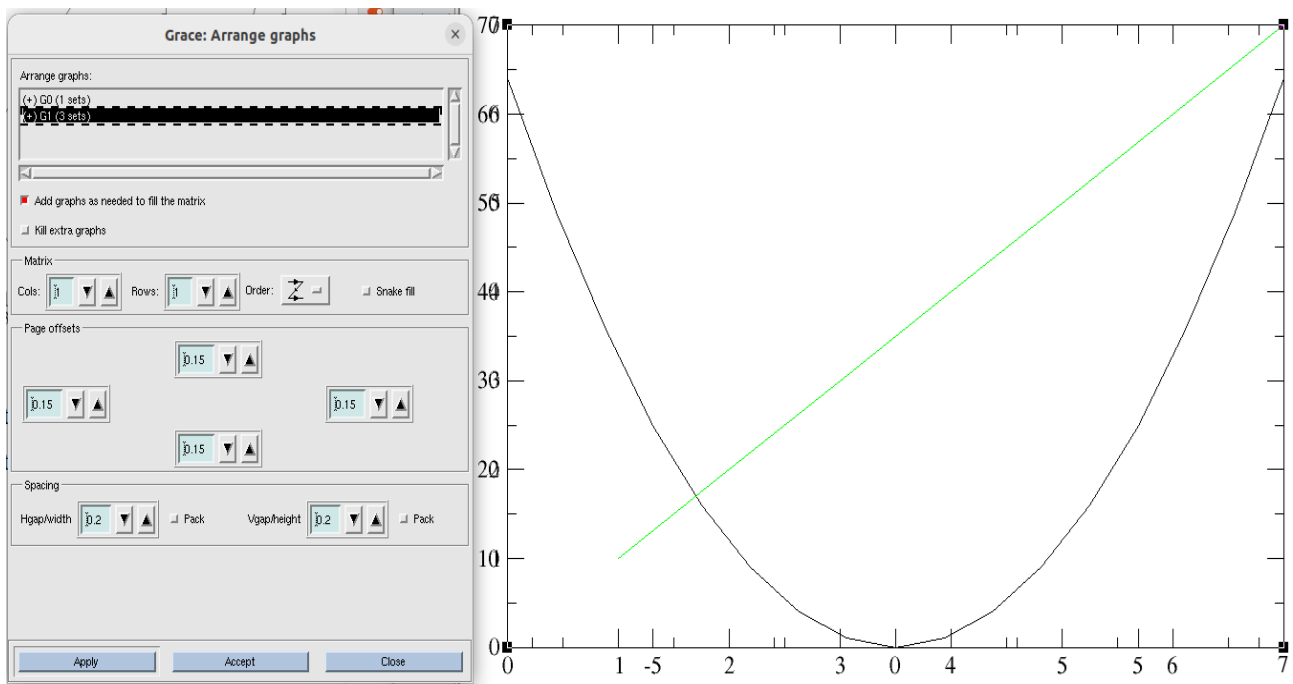 Grace: Arrange graphs
Arrange graphs:
(+) G0 (1 sets)
(+) G1 (3 sets)
Add graphs as needed to fill the matrix
Kill extra graphs
Matrix
Cols: 1 Rows: 1 Order: Snake fill
Page offsets
0.15
0.15 0.15
0.15
Spacing
Hgap/width 0.2 Pack Vgap/height 0.2 Pack
Apply Accept Close
70
60
50
40
30
20
10
0
0 1 -5 2 3 0 4 5 5 6 7